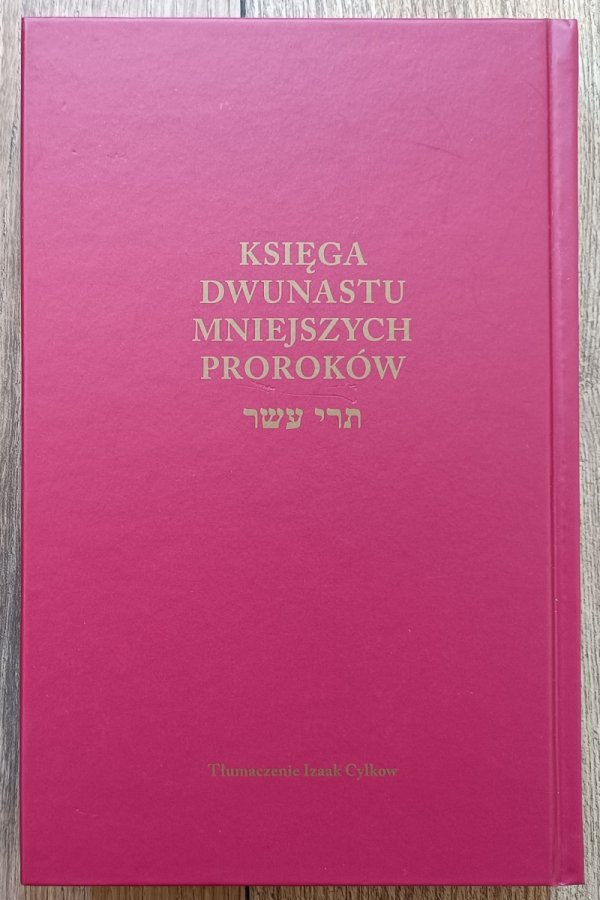 KSIĘGA
DWUNASTU
MNIEJSZYCH
PROROKÓW
תרי עשר
Tłumaczenie Izaak Cylkow